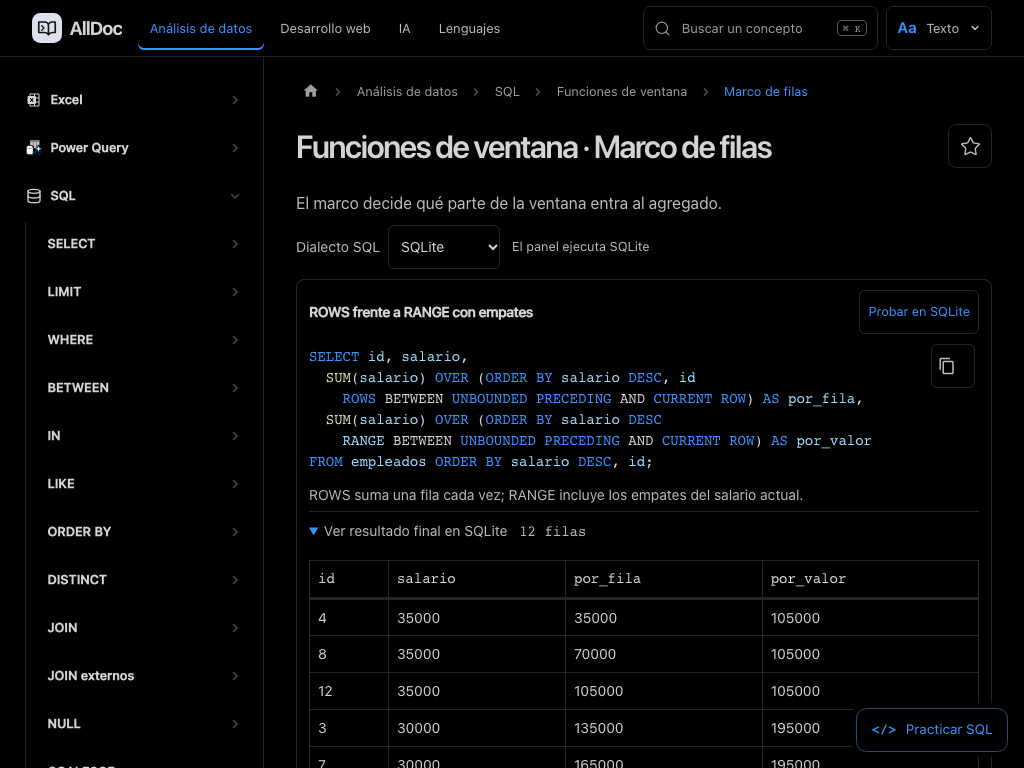 AllDoc
Análisis de datos
Desarrollo web
IA
Lenguajes
Buscar un concepto
⌘ K
Aa Texto
Excel
Power Query
SQL
SELECT
LIMIT
WHERE
BETWEEN
IN
LIKE
ORDER BY
DISTINCT
JOIN
JOIN externos
NULL
Análisis de datos > SQL > Funciones de ventana > Marco de filas
Funciones de ventana · Marco de filas
El marco decide qué parte de la ventana entra al agregado.
Dialecto SQL SQLite El panel ejecuta SQLite
ROWS frente a RANGE con empates
Probar en SQLite
SELECT id, salario,
SUM(salario) OVER (ORDER BY salario DESC, id
ROWS BETWEEN UNBOUNDED PRECEDING AND CURRENT ROW) AS por_fila,
SUM(salario) OVER (ORDER BY salario DESC
RANGE BETWEEN UNBOUNDED PRECEDING AND CURRENT ROW) AS por_valor
FROM empleados ORDER BY salario DESC, id;
ROWS suma una fila cada vez; RANGE incluye los empates del salario actual.
Ver resultado final en SQLite 12 filas
id salario por_fila por_valor
4 35000 35000 105000
8 35000 70000 105000
12 35000 105000 105000
3 30000 135000 195000
7 30000 165000 195000
</> Practicar SQL